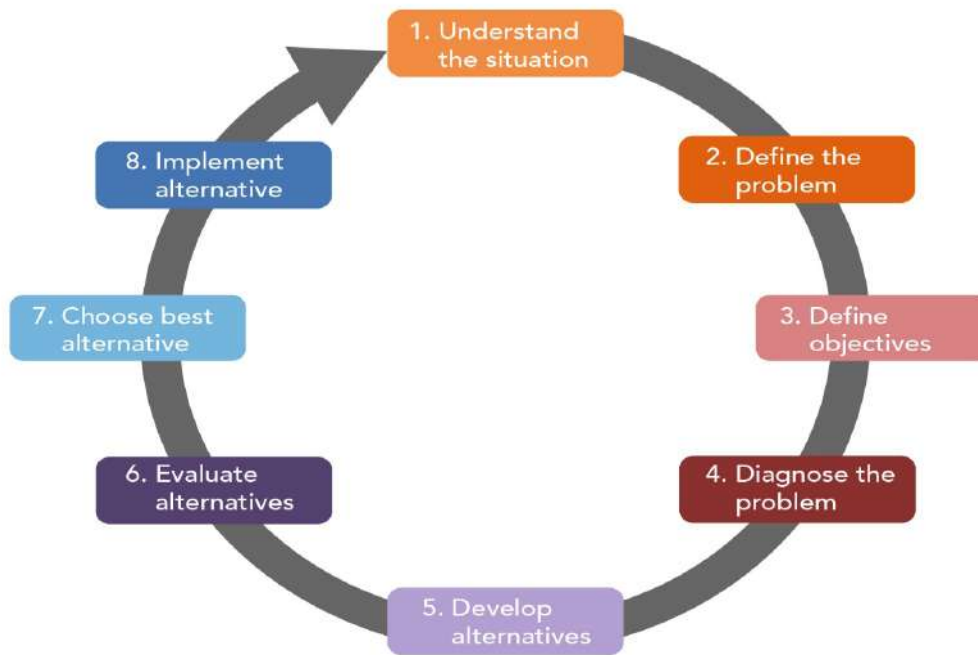 1. Understand
the situation
2. Define the
problem
3. Define
objectives
4. Diagnose the
problem
5. Develop
alternatives
6. Evaluate
alternatives
7. Choose best
alternative
8. Implement
alternative